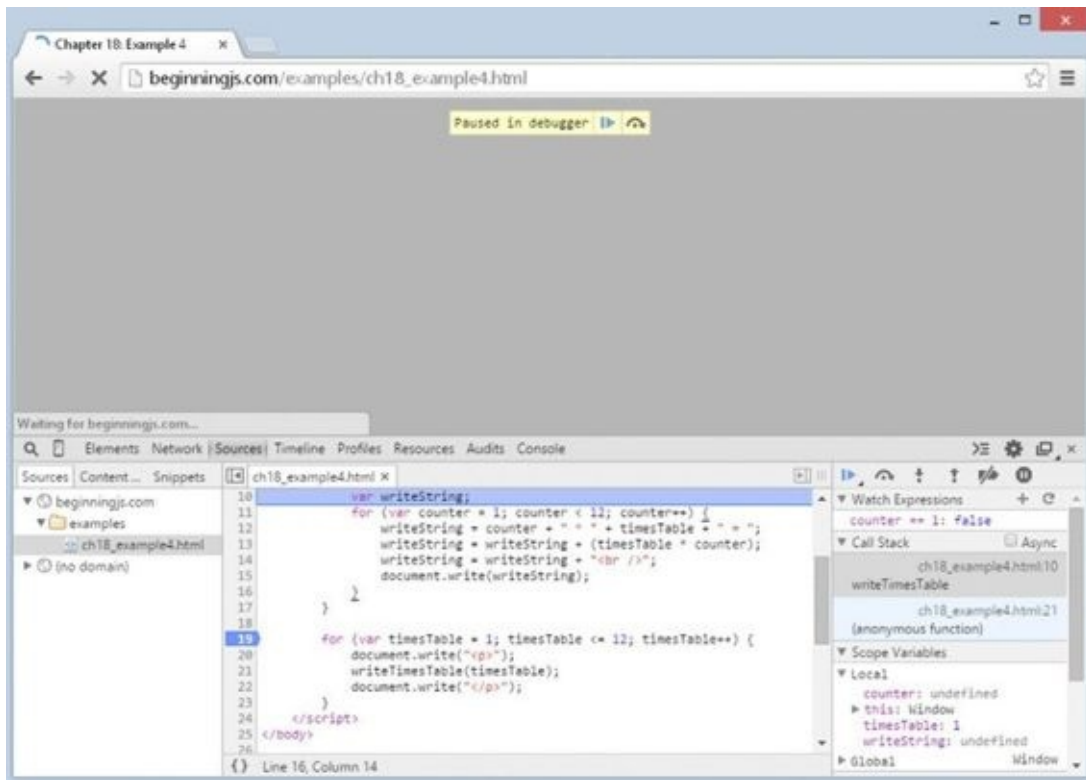 Chapter 18: Example 4
beginningjs.com/examples/ch18_example4.html
Paused in debugger
Waiting for beginningjs.com...
Elements Network Sources Timeline Profiles Resources Audits Console
Sources Content... Snippets
beginningjs.com
examples
ch18_example4.html
(no domain)
ch18_example4.html ×
10 var writeString;
11 for (var counter = 1; counter < 12; counter++) {
12 writeString = counter + " * " + timesTable + " = ";
13 writeString = writeString + (timesTable * counter);
14 writeString = writeString + "<br />";
15 document.write(writeString);
16 }
17 }
18
19 for (var timesTable = 1; timesTable <= 12; timesTable++) {
20 document.write("<p>");
21 writeTimesTable(timesTable);
22 document.write("</p>");
23 }
24 </script>
25 </body>
26
{} Line 16, Column 14
Watch Expressions
counter == 1: false
Call Stack Async
ch18_example4.html:10
writeTimesTable
ch18_example4.html:21
(anonymous function)
Scope Variables
Local
counter: undefined
this: Window
timesTable: 1
writeString: undefined
Global Window